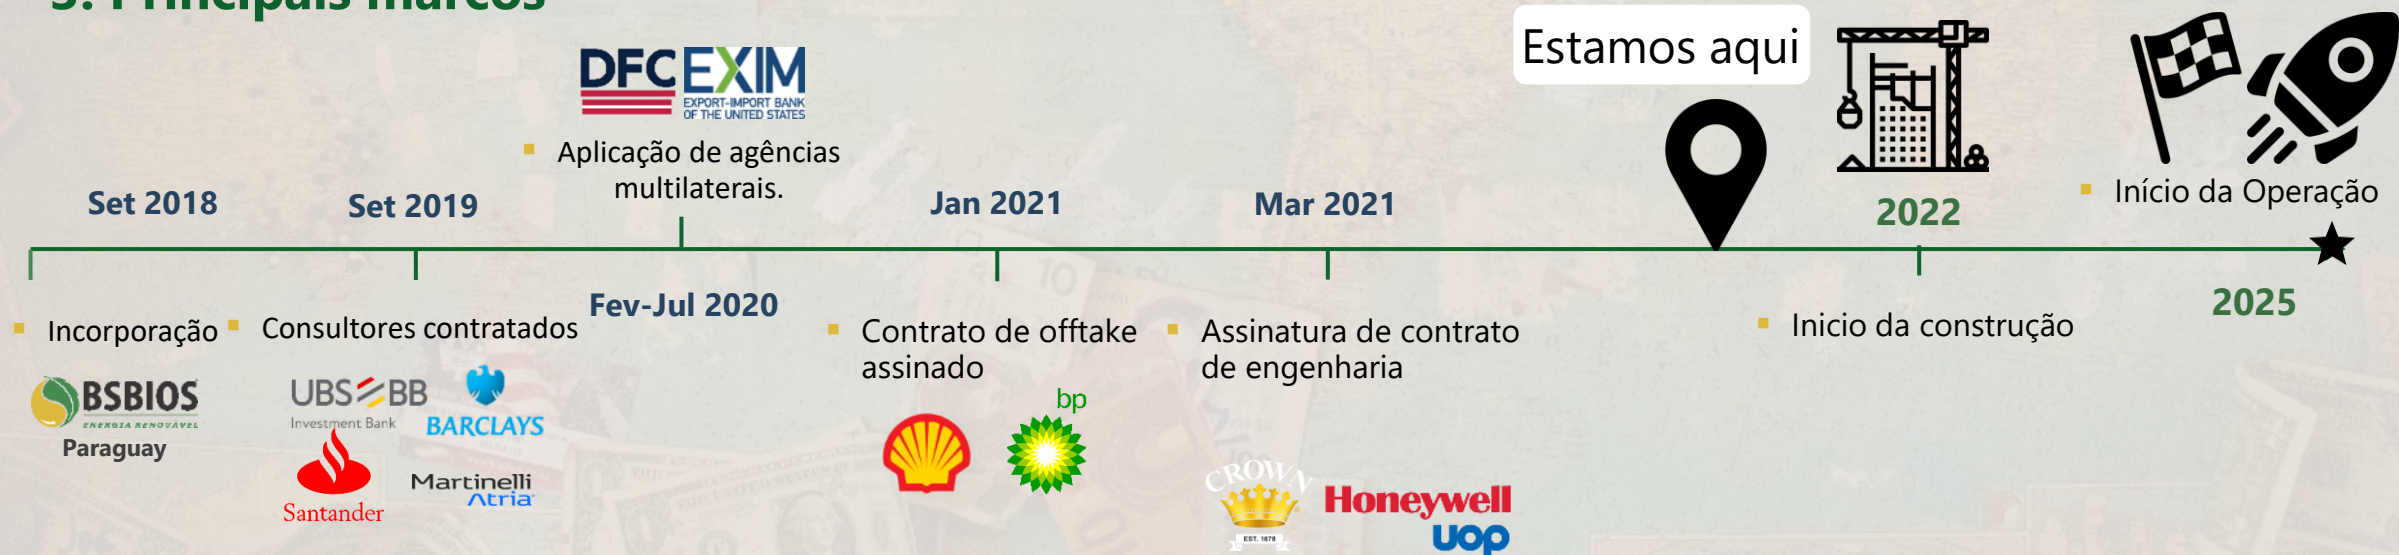 3. Principais marcos
Estamos aqui
DFC EXIM
EXPORT-IMPORT BANK
OF THE UNITED STATES
Aplicação de agências
multilaterais.
Set 2018
Set 2019
Jan 2021
Mar 2021
2022
Início da Operação
Fev-Jul 2020
2025
Incorporação
Consultores contratados
Contrato de offtake
assinado
Assinatura de contrato
de engenharia
Inicio da construção
BSBIOS
ENERGIA RENOVÁVEL
Paraguay
UBS BB
Investment Bank
BARCLAYS
Santander
Martinelli
Atria
bp
CROWN
EST. 1878
Honeywell
UOP